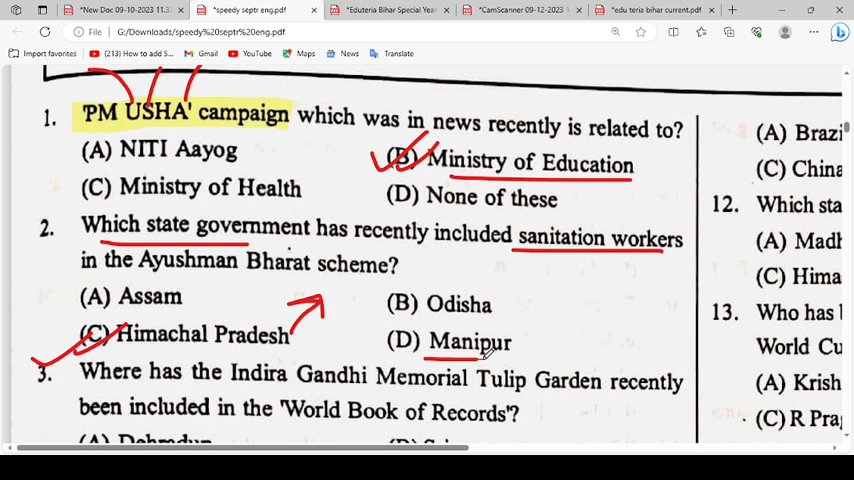 *New Doc 09-10-2023 11.3
*speedy septr eng.pdf
*Eduteria Bihar Special Year
*CamScanner 09-12-2023 1
*edu teria bihar current.pdf
File
G:/Downloads/speedy%20septr%20eng.pdf
Import favorites
(213) How to add S...
Gmail
YouTube
Maps
News
Translate
1. 'PM USHA' campaign which was in news recently is related to?
(A) NITI Aayog
(B) Ministry of Education
(C) Ministry of Health
(D) None of these
2. Which state government has recently included sanitation workers
in the Ayushman Bharat scheme?
(A) Assam
(B) Odisha
(C) Himachal Pradesh
(D) Manipur
3. Where has the Indira Gandhi Memorial Tulip Garden recently
been included in the 'World Book of Records'?
(A) Dehradun
(A) Brazi
(C) China
12. Which sta
(A) Madh
(C) Hima
13. Who has
World Cu
(A) Krish
(C) R Pra